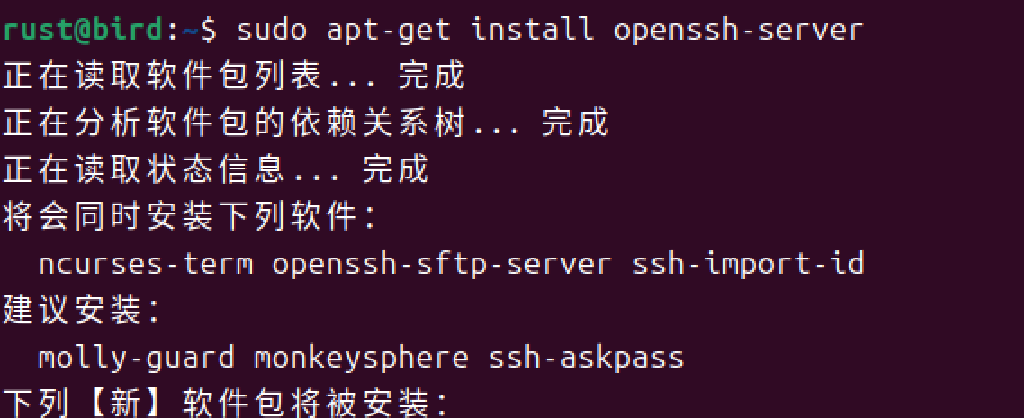 rust@bird:~$ sudo apt-get install openssh-server
正在读取软件包列表... 完成
正在分析软件包的依赖关系树... 完成
正在读取状态信息... 完成
将会同时安装下列软件：
  ncurses-term openssh-sftp-server ssh-import-id
建议安装：
  molly-guard monkeysphere ssh-askpass
下列【新】软件包将被安装：